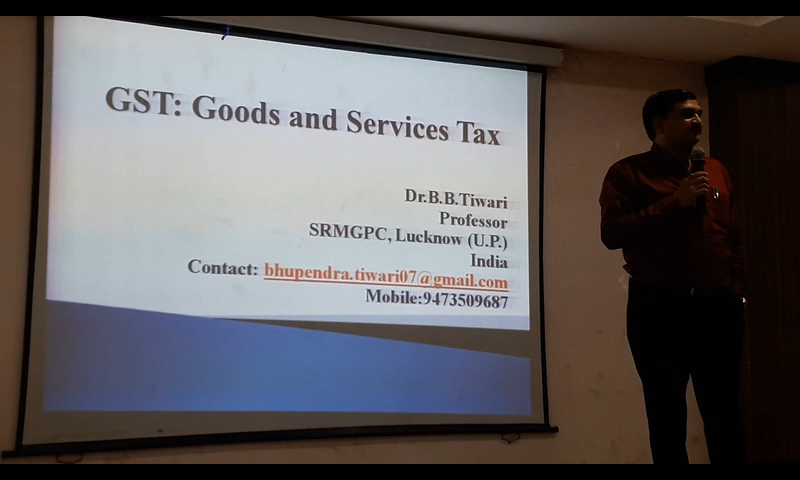 GST: Goods and Services Tax
Dr.B.B.Tiwari
Professor
SRMGPC, Lucknow (U.P.)
India
Contact: bhupendra.tiwari07@gmail.com
Mobile:9473509687